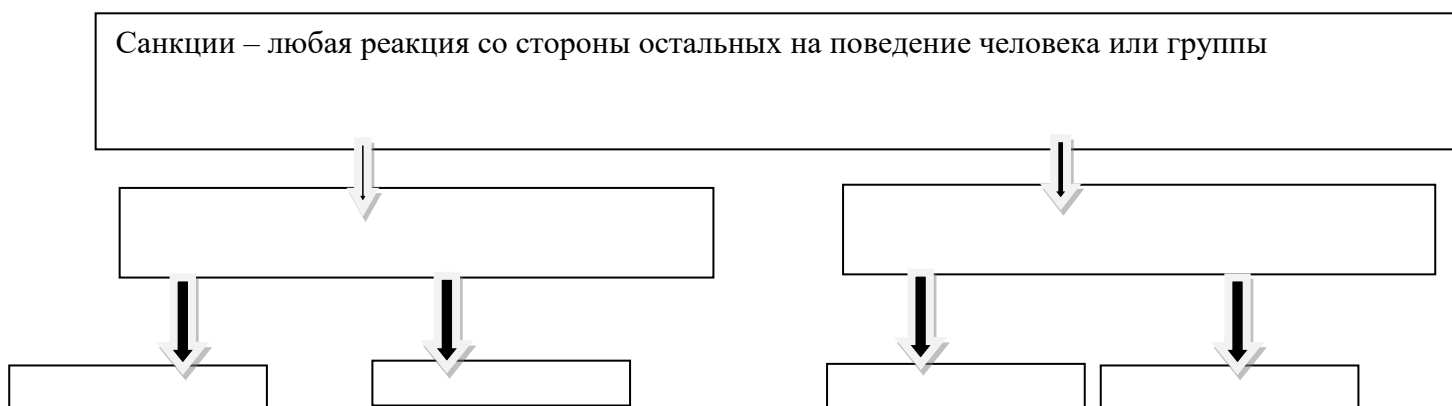 Санкции – любая реакция со стороны остальных на поведение человека или группы